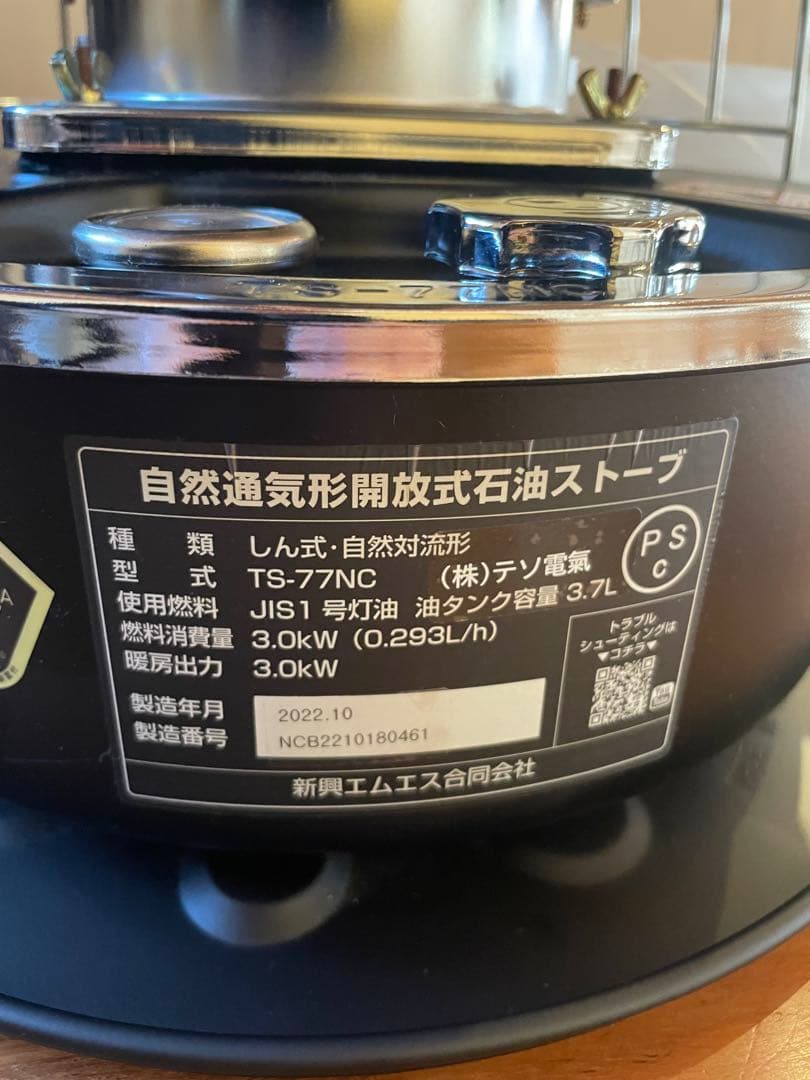 TS-7
自然通気形開放式石油ストーブ
種 類 しん式・自然対流形
型 式 TS-77NC (株)テソ電氣
使用燃料 JIS1号灯油 油タンク容量 3.7L
燃料消費量 3.0kW (0.293L/h)
暖房出力 3.0kW
PSC
トラブル
シューティングは
▼コチラ▼
製造年月 2022.10
製造番号 NCB2210180461
新興エムエス合同会社
A